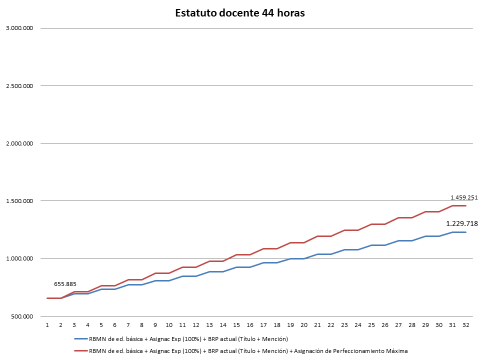 Estatuto docente 44 horas
3.000.000
2.500.000
2.000.000
1.500.000
1.000.000
500.000
1.459.251
1.229.718
655.885
1 2 3 4 5 6 7 8 9 10 11 12 13 14 15 16 17 18 19 20 21 22 23 24 25 26 27 28 29 30 31 32
RBMN de ed. básica + Asignac Exp (100%) + BRP actual (Título + Mención)
RBMN de ed. básica + Asignac Exp (100%) + BRP actual (Título + Mención) + Asignación de Perfeccionamiento Máxima